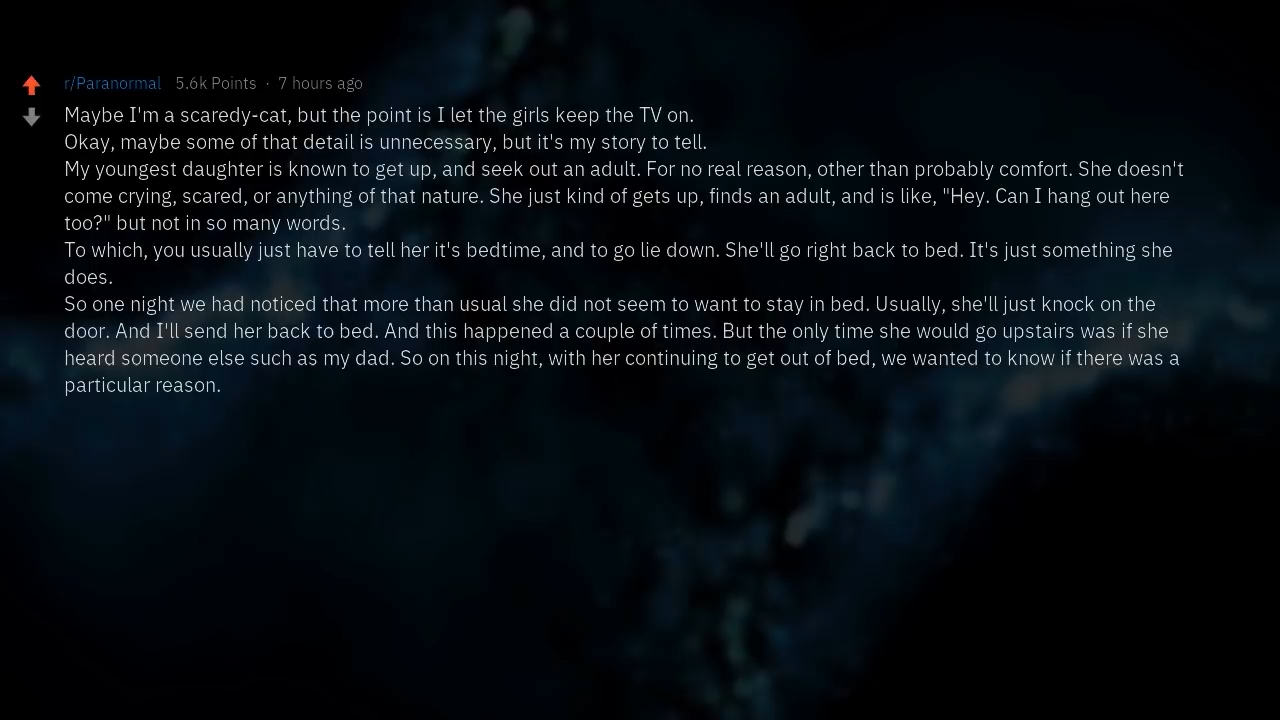 r/Paranormal 5.6k Points · 7 hours ago
Maybe I'm a scaredy-cat, but the point is I let the girls keep the TV on.
Okay, maybe some of that detail is unnecessary, but it's my story to tell.
My youngest daughter is known to get up, and seek out an adult. For no real reason, other than probably comfort. She doesn't
come crying, scared, or anything of that nature. She just kind of gets up, finds an adult, and is like, "Hey. Can I hang out here
too?" but not in so many words.
To which, you usually just have to tell her it's bedtime, and to go lie down. She'll go right back to bed. It's just something she
does.
So one night we had noticed that more than usual she did not seem to want to stay in bed. Usually, she'll just knock on the
door. And I'll send her back to bed. And this happened a couple of times. But the only time she would go upstairs was if she
heard someone else such as my dad. So on this night, with her continuing to get out of bed, we wanted to know if there was a
particular reason.